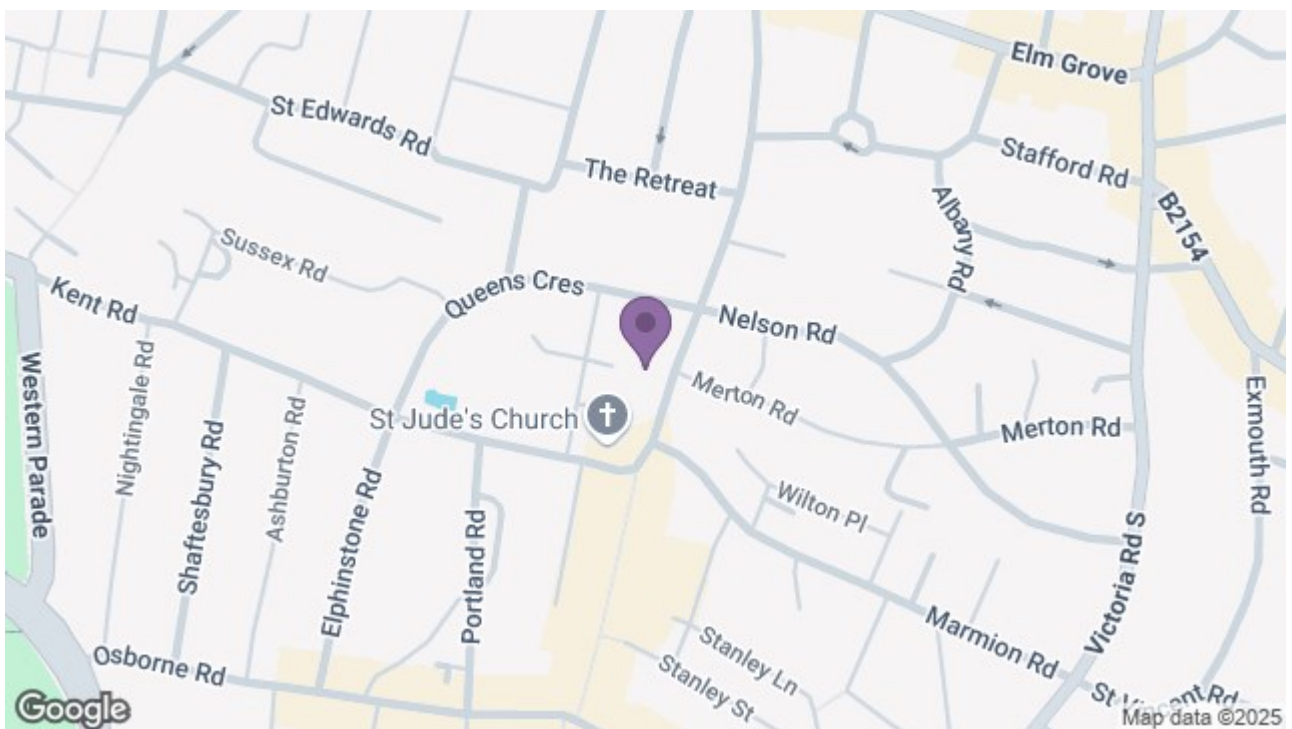 Elm Grove
St Edwards Rd
The Retreat
Stafford Rd
B2154
Albany Rd
Sussex Rd
Queens Cres
Kent Rd
Nelson Rd
Western Parade
Nightingale Rd
Shaftesbury Rd
Ashburton Rd
Elphinstone Rd
St Jude's Church
Merton Rd
Merton Rd
Exmouth Rd
Portland Rd
Wilton Pl
Victoria Rd S
Marmion Rd
Osborne Rd
Stanley Ln
Stanley St
St Vincent Rd
Google
Map data ©2025